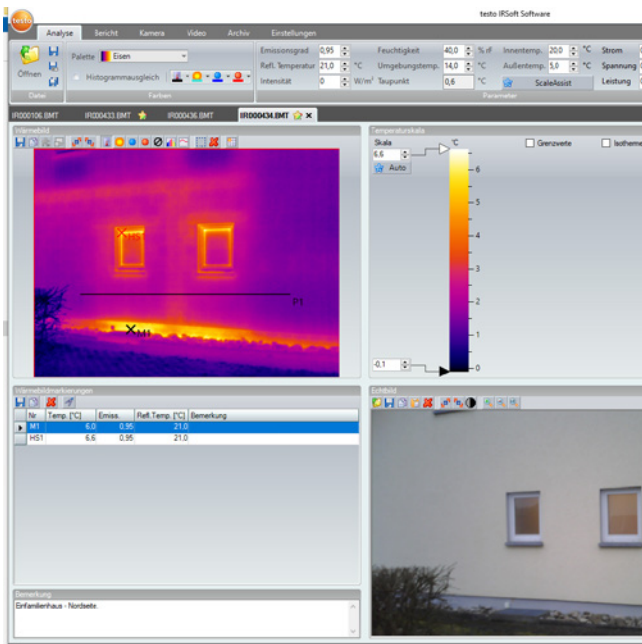 testo
testo IRSoft Software
Analyse Bericht Kamera Video Archiv Einstellungen
Öffnen
Palette Eisen
Histogrammausgleich
Emissionsgrad 0,95
Refl. Temperatur 21,0 °C
Intensität 0 W/m²
Feuchtigkeit 40,0 % rF
Umgebungstemp. 14,0 °C
Taupunkt 0,6 °C
Innentemp. 20,0 °C
Außentemp. 5,0 °C
ScaleAssist
Strom
Spannung
Leistung
Datei Farben Parameter
IR000106.BMT IR000433.BMT IR000436.BMT IR000434.BMT
Wärmebild
HS1
P1
M1
Temperaturskala
Skala
6,6
Auto
°C
Grenzwerte
Isotherme
6
5
4
3
2
1
0
-0,1
Wärmebildmarkierungen
Nr Temp. [°C] Emiss. Refl.Temp. [°C] Bemerkung
M1 6,0 0,95 21,0
HS1 6,6 0,95 21,0
Echtbild
Bemerkung
Einfamilienhaus - Nordseite.